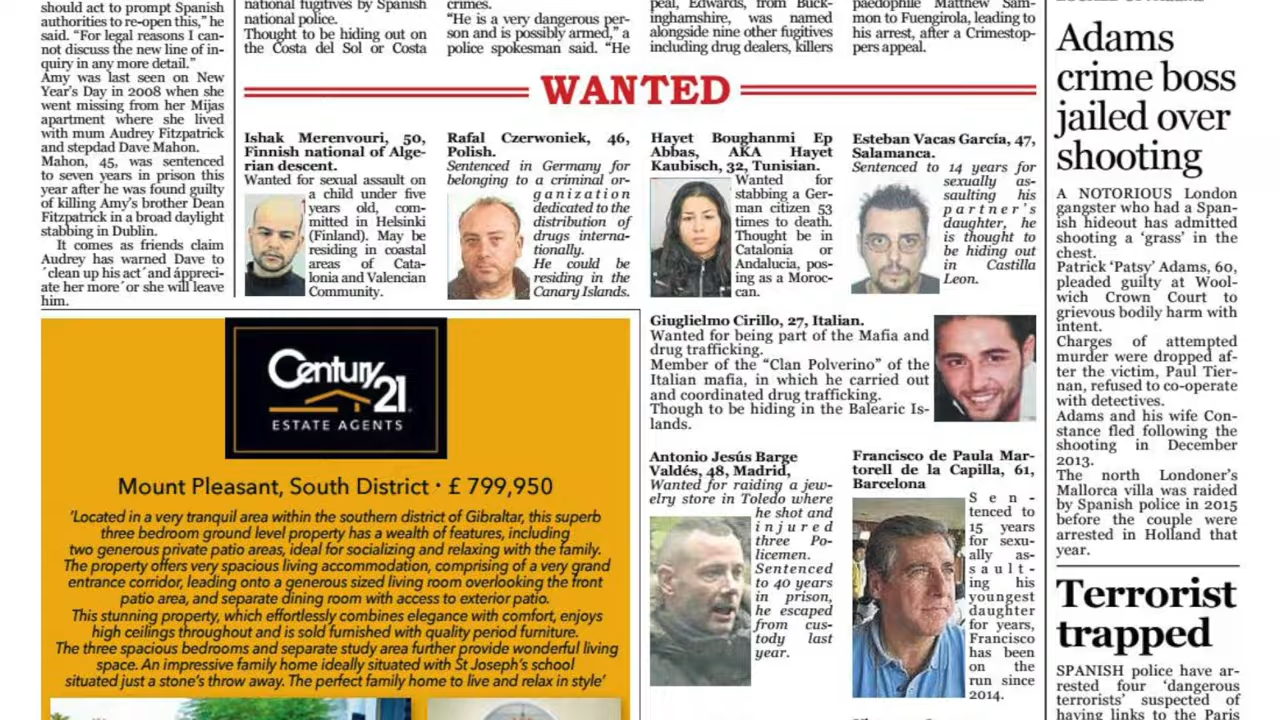 should act to prompt Spanish
authorities to re-open this,” he
said. “For legal reasons I can-
not discuss the new line of in-
quiry in any more detail.”
Amy was last seen on New
Year’s Day in 2008 when she
went missing from her Mijas
apartment where she lived
with mum Audrey Fitzpatrick
and stepdad Dave Mahon.
Mahon, 45, was sentenced
to seven years in prison this
year after he was found guilty
of killing Amy’s brother Dean
Fitzpatrick in a broad daylight
stabbing in Dublin.
It comes as friends claim
Audrey has warned Dave to
´clean up his act´ and ápreci-
ate her more´ or she will leave
him.
national fugitives by Spanish
national police.
Thought to be hiding out on
the Costa del Sol or Costa
crimes.
“He is a very dangerous per-
son and is possibly armed,” a
police spokesman said. “He
peal, Edwards, from Buck-
inghamshire, was named
alongside nine other fugitives
including drug dealers, killers
paedophile Matthew Sam-
mon to Fuengirola, leading to
his arrest, after a Crimestop-
pers appeal.
WANTED
Ishak Merenvouri, 50,
Finnish national of Alge-
rian descent.
Wanted for sexual assault on
a child under five
years old, com-
mitted in Helsinki
(Finland). May be
residing in coastal
areas of Cata-
lonia and Valencian
Community.
Rafal Czerwoniek, 46,
Polish.
Sentenced in Germany for
belonging to a criminal or-
ganization
dedicated to the
distribution of
drugs interna-
tionally.
He could be
residing in the
Canary Islands.
Hayet Boughanmi Ep
Abbas, AKA Hayet
Kaubisch, 32, Tunisian.
Wanted for
stabbing a Ger-
man citizen 53
times to death.
Thought be in
Catalonia or
Andalucia, pos-
ing as a Moroc-
can.
Esteban Vacas García, 47,
Salamanca.
Sentenced to 14 years for
sexually as-
saulting his
partner’s
daughter, he
is thought to
be hiding out
in Castilla
Leon.
Giuglielmo Cirillo, 27, Italian.
Wanted for being part of the Mafia and
drug trafficking.
Member of the “Clan Polverino” of the
Italian mafia, in which he carried out
and coordinated drug trafficking.
Though to be hiding in the Balearic Is-
lands.
Antonio Jesús Barge
Valdés, 48, Madrid,
Wanted for raiding a jew-
elry store in Toledo where
he shot and
injured
three Po-
licemen.
Sentenced
to 40 years
in prison,
he escaped
from cus-
tody last
year.
Francisco de Paula Mar-
torell de la Capilla, 61,
Barcelona
Sen-
tenced to
15 years
for sexu-
ally as-
sault-
ing his
youngest
daughter
for years,
Francisco
has been
on the
run since
2014.
Century 21
ESTATE AGENTS
Mount Pleasant, South District · £ 799,950
‘Located in a very tranquil area within the southern district of Gibraltar, this superb
three bedroom ground level property has a wealth of features, including
two generous private patio areas, ideal for socializing and relaxing with the family.
The property offers very spacious living accommodation, comprising of a very grand
entrance corridor, leading onto a generous sized living room overlooking the front
patio area, and separate dining room with access to exterior patio.
This stunning property, which effortlessly combines elegance with comfort, enjoys
high ceilings throughout and is sold furnished with quality period furniture.
The three spacious bedrooms and separate study area further provide wonderful living
space. An impressive family home ideally situated with St Joseph’s school
situated just a stone’s throw away. The perfect family home to live and relax in style’
Adams
crime boss
jailed over
shooting
A NOTORIOUS London
gangster who had a Span-
ish hideout has admitted
shooting a ‘grass’ in the
chest.
Patrick ‘Patsy’ Adams, 60,
pleaded guilty at Wool-
wich Crown Court to
grievous bodily harm with
intent.
Charges of attempted
murder were dropped af-
ter the victim, Paul Tier-
nan, refused to co-operate
with detectives.
Adams and his wife Con-
stance fled following the
shooting in December
2013.
The north Londoner’s
Mallorca villa was raided
by Spanish police in 2015
before the couple were
arrested in Holland that
year.
Terrorist
trapped
SPANISH police have ar-
rested four ‘dangerous
terrorists’ suspected of
having links to the Paris